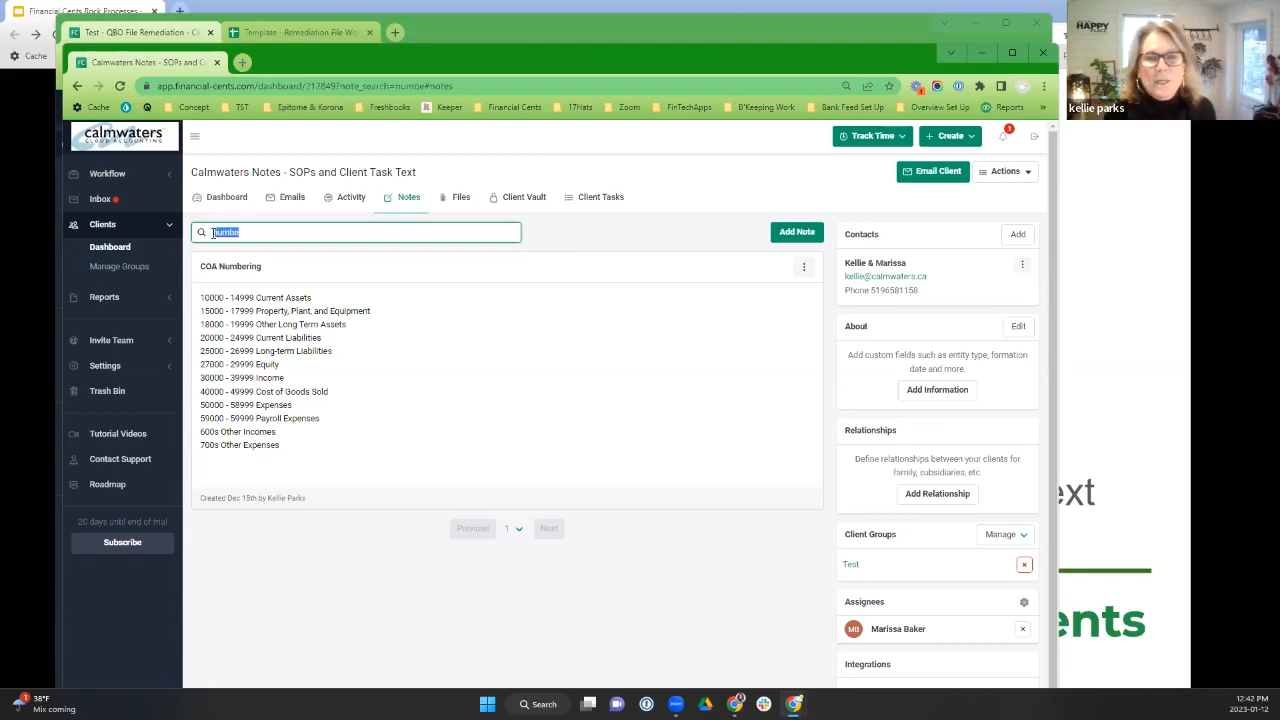 Financial Cents - Rock
Test - QBO File Remediation - Cl
Template - Remediation File Wo
Calmwaters Notes - SOPs and Cl
Cache
app.financial-cents.com/dashboard/212849?note_search=numbe#notes
Cache
Concept
TST
Epitome & Korona
Freshbooks
Keeper
Financial Cents
17Hats
Zoom
FinTechApps
B'Keeping Work
Bank Feed Set Up
Overview Set Up
Reports
HAPPY
kellie parks
calmwaters
CLOUD ACCOUNTING
Track Time
+ Create
1
Workflow
Inbox
Clients
Dashboard
Manage Groups
Reports
Invite Team
Settings
Trash Bin
Tutorial Videos
Contact Support
Roadmap
20 days until end of trial
Subscribe
Calmwaters Notes - SOPs and Client Task Text
Email Client
Actions
Dashboard
Emails
Activity
Notes
Files
Client Vault
Client Tasks
numbe
Add Note
COA Numbering
10000 - 14999 Current Assets
15000 - 17999 Property, Plant, and Equipment
18000 - 19999 Other Long Term Assets
20000 - 24999 Current Liabilities
25000 - 26999 Long-term Liabilities
27000 - 29999 Equity
30000 - 39999 Income
40000 - 49999 Cost of Goods Sold
50000 - 58999 Expenses
59000 - 59999 Payroll Expenses
600s Other Incomes
700s Other Expenses
Created Dec 15th by Kellie Parks
Previous
1
Next
Contacts
Add
Kellie & Marissa
kellie@calmwaters.ca
Phone 5196581158
About
Edit
Add custom fields such as entity type, formation
date and more.
Add Information
Relationships
Define relationships between your clients for
family, subsidiaries, etc.
Add Relationship
Client Groups
Manage
Test
Assignees
MB
Marissa Baker
Integrations
ext
ents
1
38°F
Mix coming
Search
12:42 PM
2023-01-12